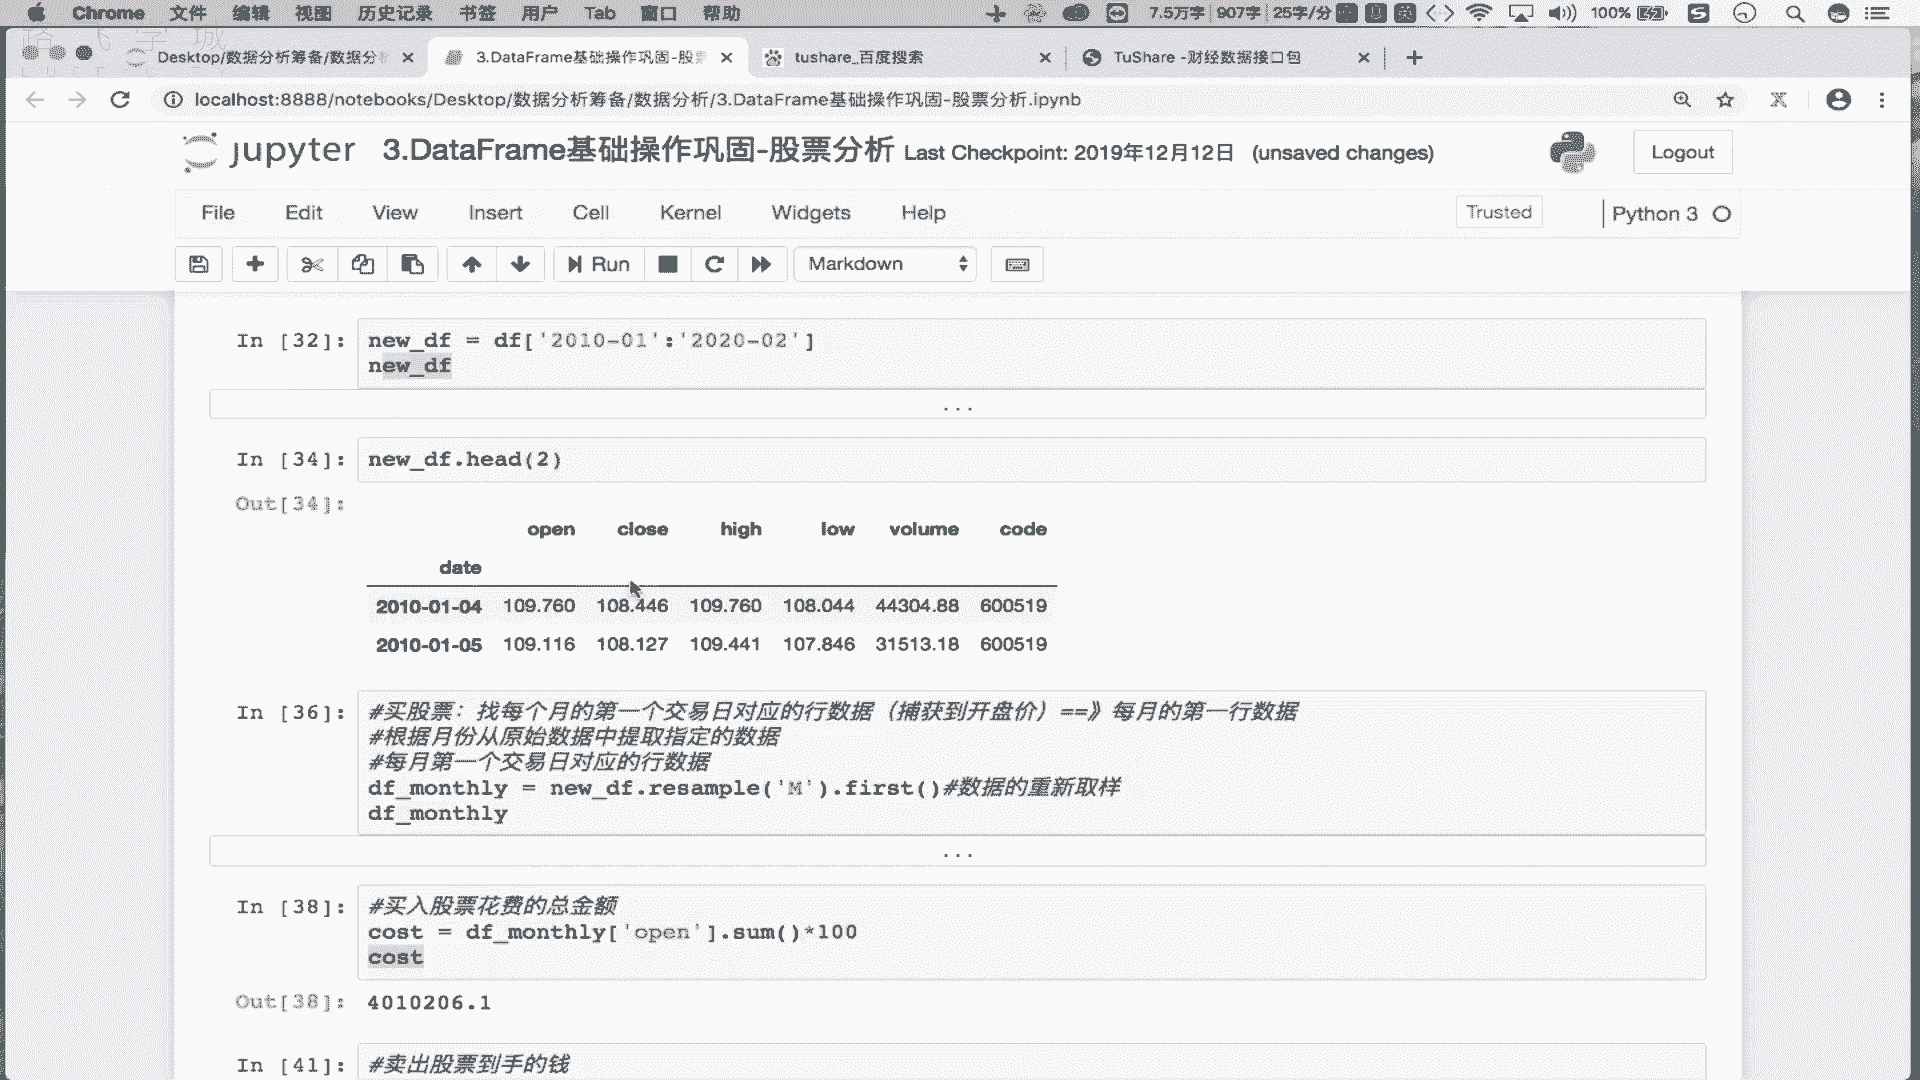 Chrome 文件 编辑 视图 历史记录 书签 用户 Tab 窗口 帮助 7.5万字 907字 25字/分 100%
Desktop/数据分析筹备/数据分 3.DataFrame基础操作巩固-股 tushare_百度搜索 TuShare -财经数据接口包
localhost:8888/notebooks/Desktop/数据分析筹备/数据分析/3.DataFrame基础操作巩固-股票分析.ipynb
jupyter 3.DataFrame基础操作巩固-股票分析 Last Checkpoint: 2019年12月12日 (unsaved changes) Logout
File Edit View Insert Cell Kernel Widgets Help Trusted Python 3
Run Markdown
In [32]: new_df = df['2010-01':'2020-02']
new_df
...
In [34]: new_df.head(2)
Out[34]:
open close high low volume code
date
2010-01-04 109.760 108.446 109.760 108.044 44304.88 600519
2010-01-05 109.116 108.127 109.441 107.846 31513.18 600519
In [36]: #买股票：找每个月的第一个交易日对应的行数据（捕获到开盘价）==》每月的第一行数据
#根据月份从原始数据中提取指定的数据
#每月第一个交易日对应的行数据
df_monthly = new_df.resample('M').first()#数据的重新取样
df_monthly
...
In [38]: #买入股票花费的总金额
cost = df_monthly['open'].sum()*100
cost
Out[38]: 4010206.1
In [41]: #卖出股票到手的钱